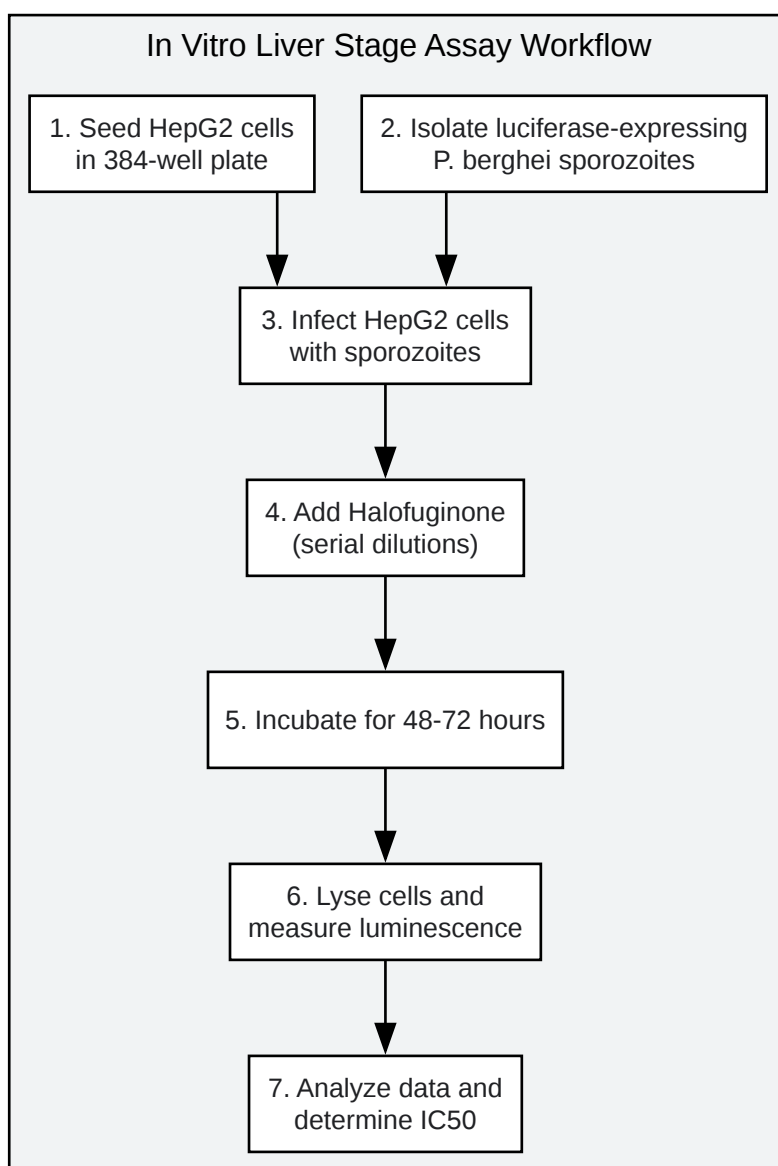 In Vitro Liver Stage Assay Workflow
1. Seed HepG2 cells
in 384-well plate
2. Isolate luciferase-expressing
P. berghei sporozoites
3. Infect HepG2 cells
with sporozoites
4. Add Halofuginone
(serial dilutions)
5. Incubate for 48-72 hours
6. Lyse cells and
measure luminescence
7. Analyze data and
determine IC50